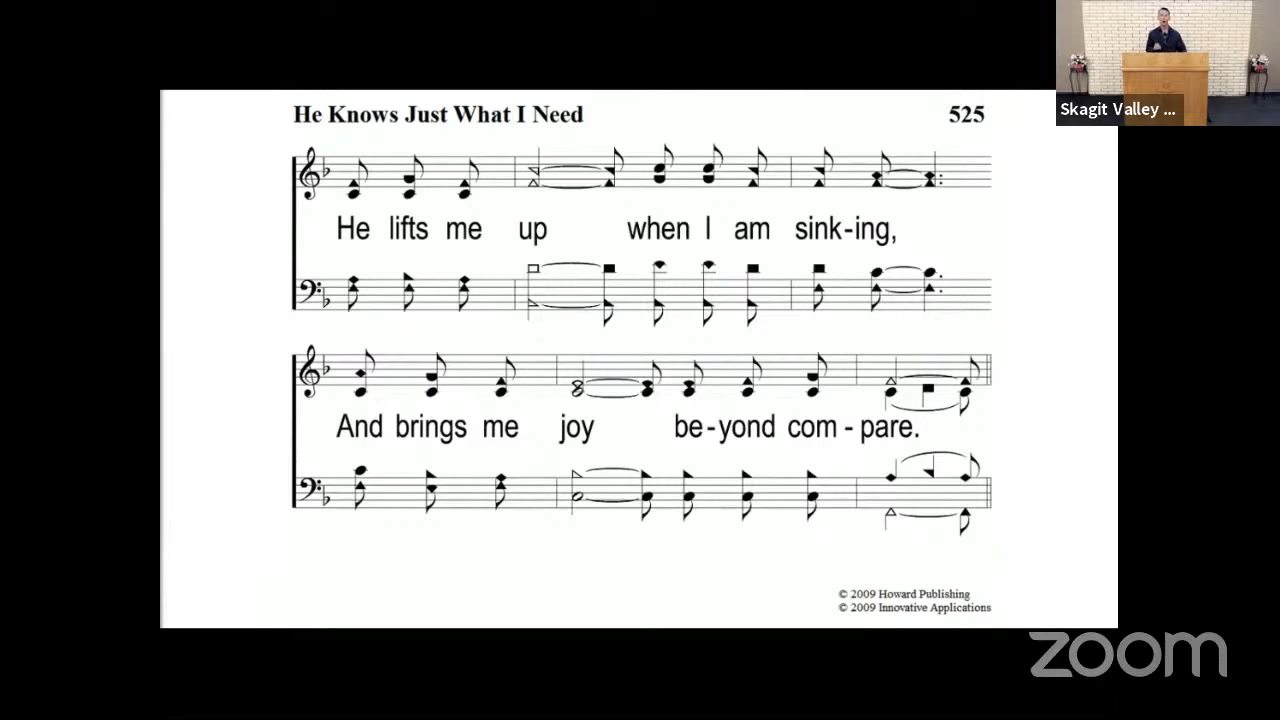 He Knows Just What I Need 525
Skagit Valley ...
He lifts me up when I am sink-ing,
And brings me joy be-yond com-pare.
© 2009 Howard Publishing
© 2009 Innovative Applications
zoom